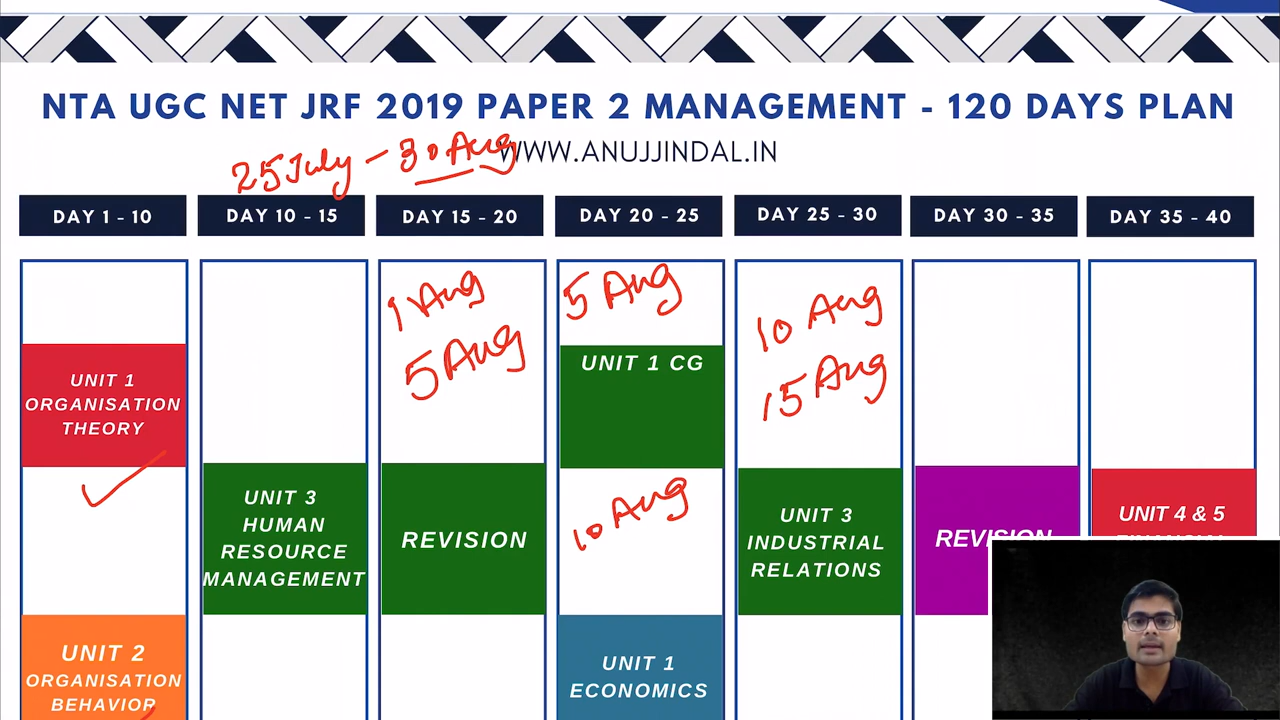 NTA UGC NET JRF 2019 PAPER 2 MANAGEMENT - 120 DAYS PLAN
WWW.ANUJJINDAL.IN
25 July - 30 Aug
DAY 1 - 10
DAY 10 - 15
DAY 15 - 20
DAY 20 - 25
DAY 25 - 30
DAY 30 - 35
DAY 35 - 40
UNIT 1
ORGANISATION
THEORY
UNIT 2
ORGANISATION
BEHAVIOR
UNIT 3
HUMAN
RESOURCE
MANAGEMENT
1 Aug
5 Aug
REVISION
5 Aug
UNIT 1 CG
10 Aug
UNIT 1
ECONOMICS
10 Aug
15 Aug
UNIT 3
INDUSTRIAL
RELATIONS
REVISION
UNIT 4 & 5